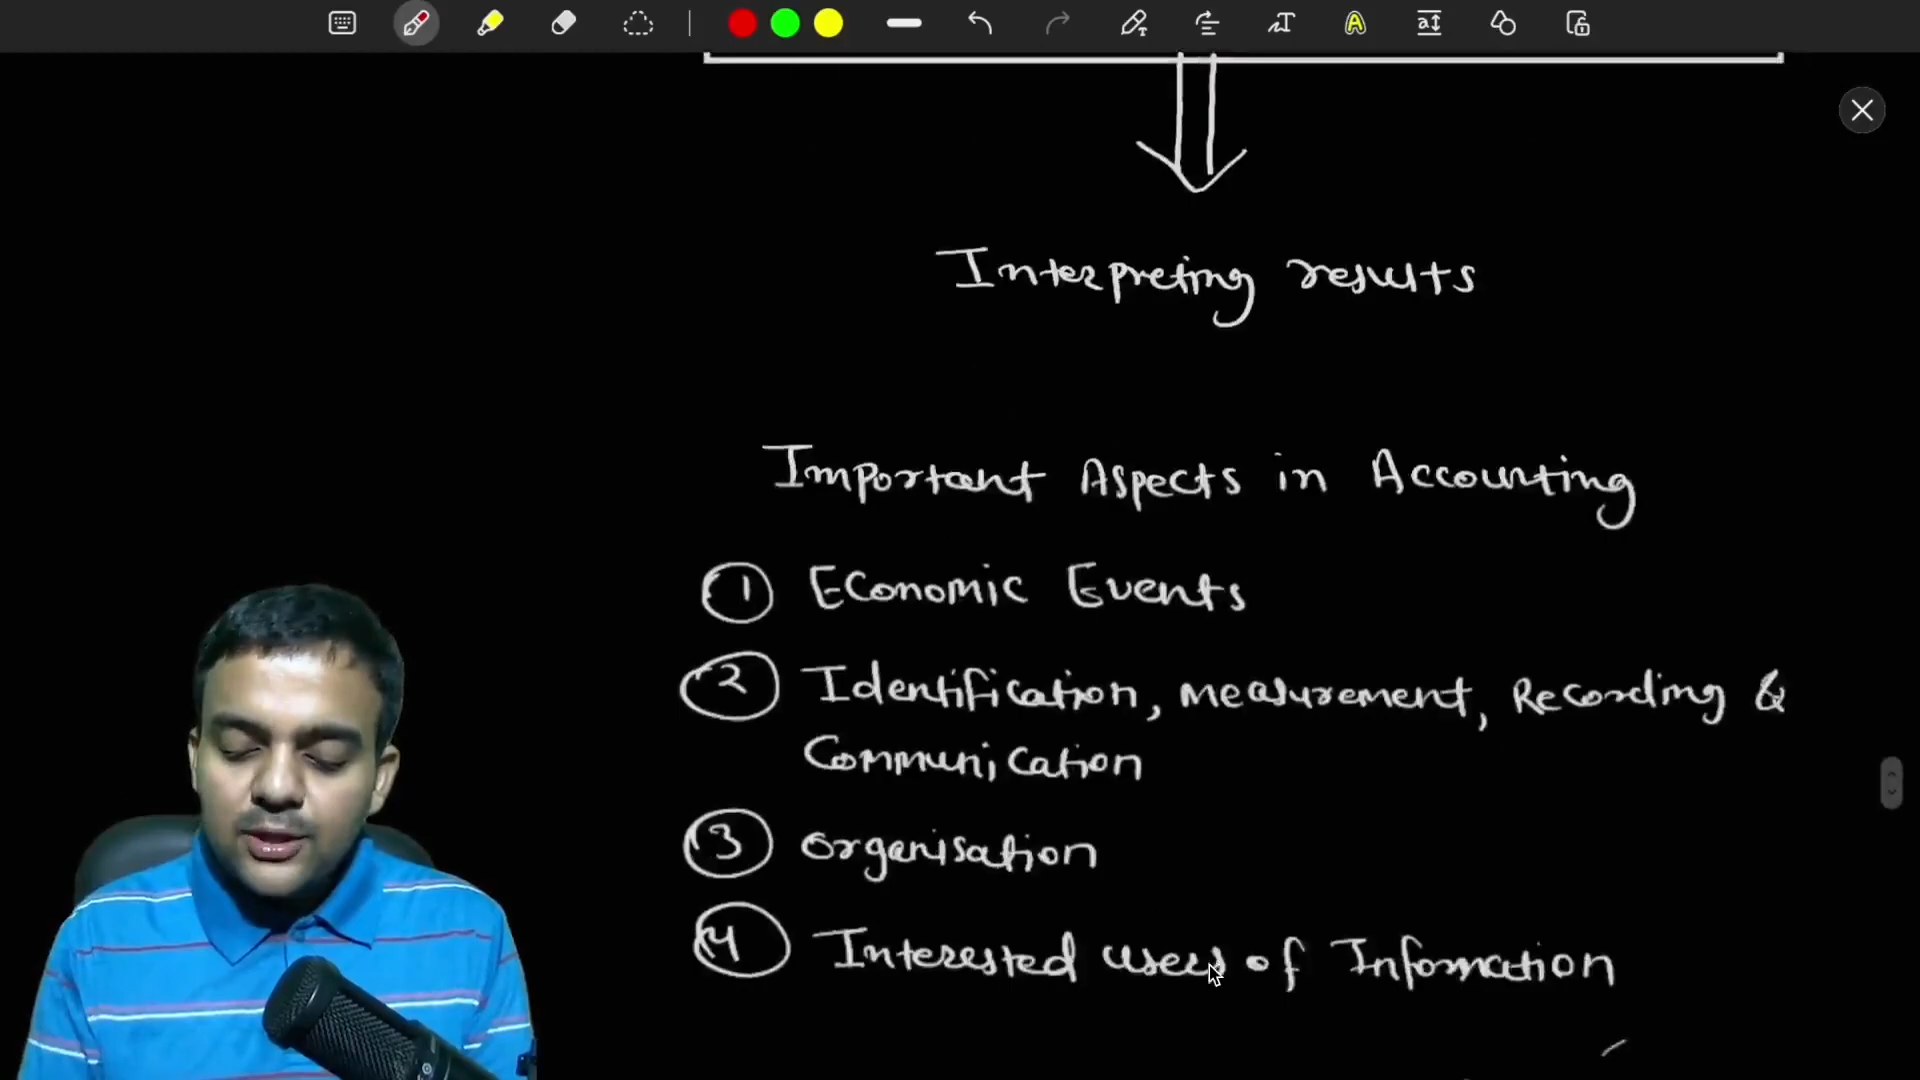 Interpreting results
Important Aspects in Accounting
1 Economic Events
2 Identification, measurement, Recording &
Communication
3 Organisation
4 Interested users of Information